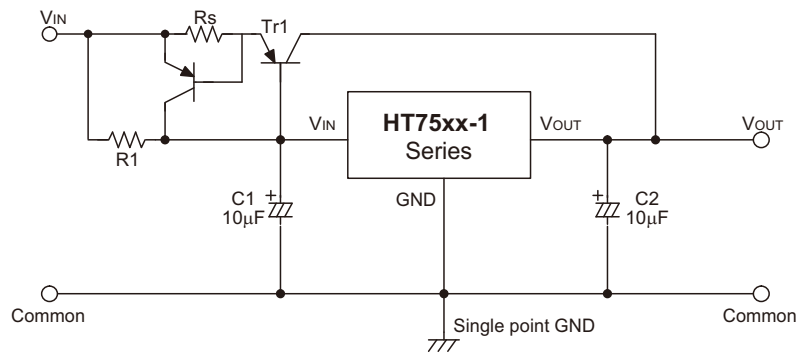 VIN
Rs
Tr1
R1
VIN
HT75xx-1
Series
VOUT
VOUT
GND
C1
10μF
C2
10μF
Common
Single point GND
Common